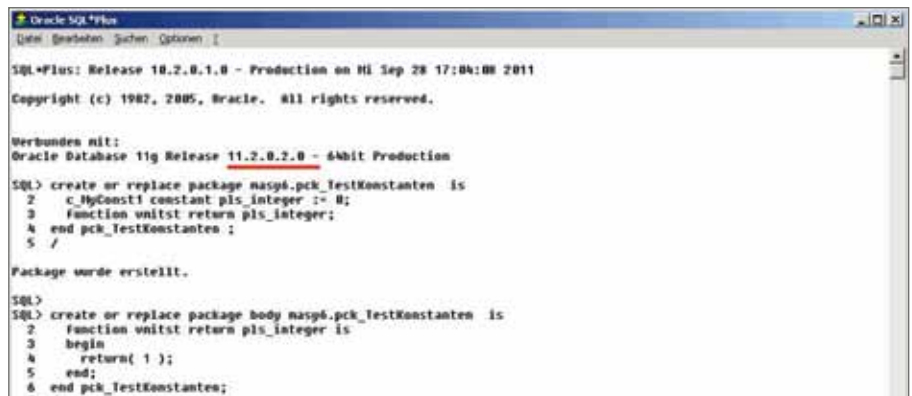 Oracle SQL*Plus
Datei Bearbeiten Suchen Optionen ?
SQL*Plus: Release 10.2.0.1.0 - Production on Mi Sep 28 17:04:08 2011
Copyright (c) 1982, 2005, Oracle.  All rights reserved.
Verbunden mit:
Oracle Database 11g Release 11.2.0.2.0 - 64bit Production
SQL> create or replace package masy6.pck_TestKonstanten  is
2    c_MyConst1 constant pls_integer := 0;
3    function vnitst return pls_integer;
4  end pck_TestKonstanten ;
5  /
Package wurde erstellt.
SQL>
SQL> create or replace package body masy6.pck_TestKonstanten  is
2    function vnitst return pls_integer is
3    begin
4      return( 1 );
5    end;
6  end pck_TestKonstanten;